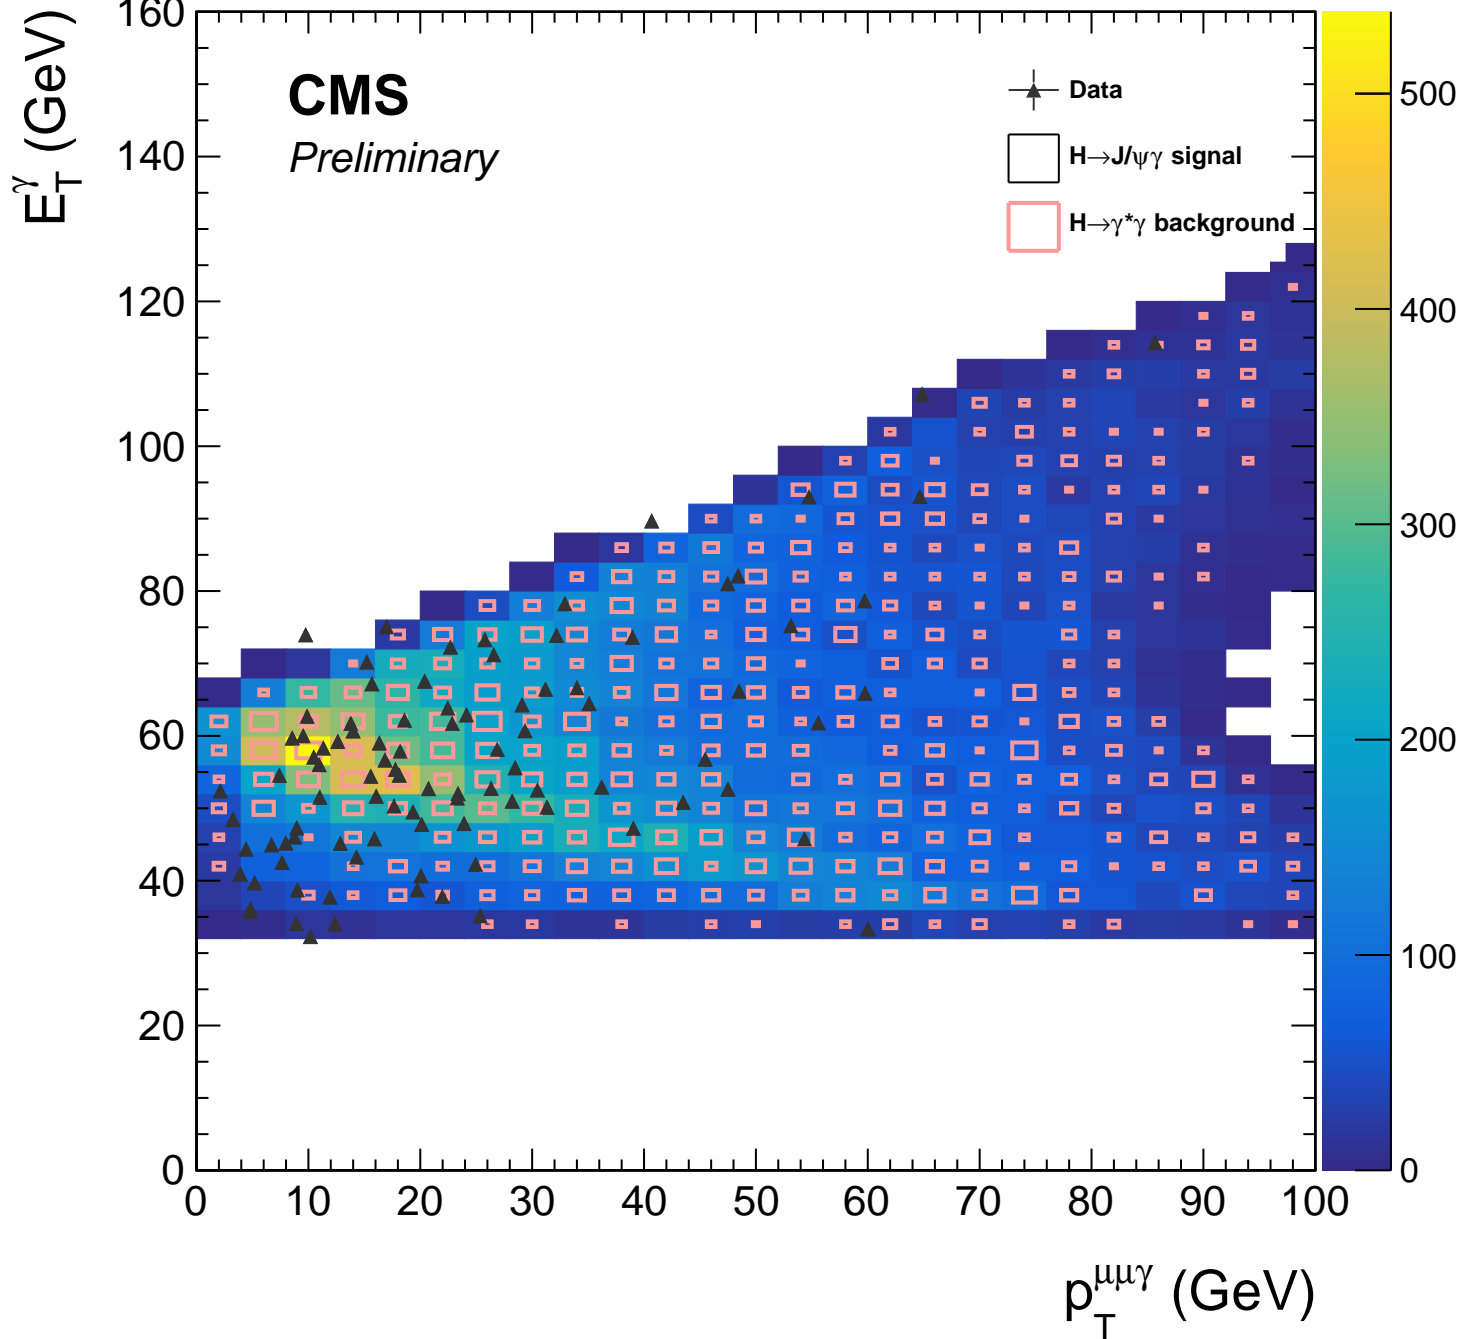 E_T^γ (GeV)
160
140
120
100
80
60
40
20
0
CMS
Preliminary
Data
H→J/ψγ signal
H→γ*γ background
500
400
300
200
100
0
0 10 20 30 40 50 60 70 80 90 100
p_T^μμγ (GeV)